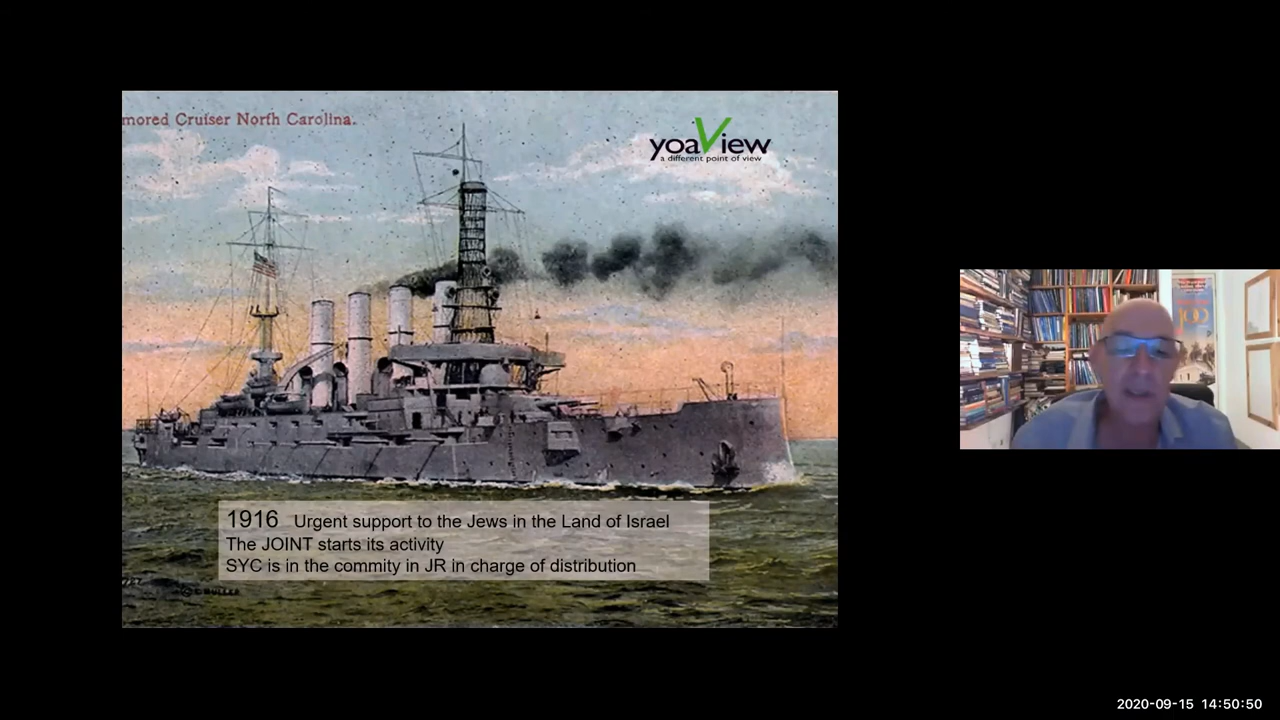 mored Cruiser North Carolina.
yoaView
a different point of view
1916 Urgent support to the Jews in the Land of Israel
The JOINT starts its activity
SYC is in the commity in JR in charge of distribution
2020-09-15 14:50:50